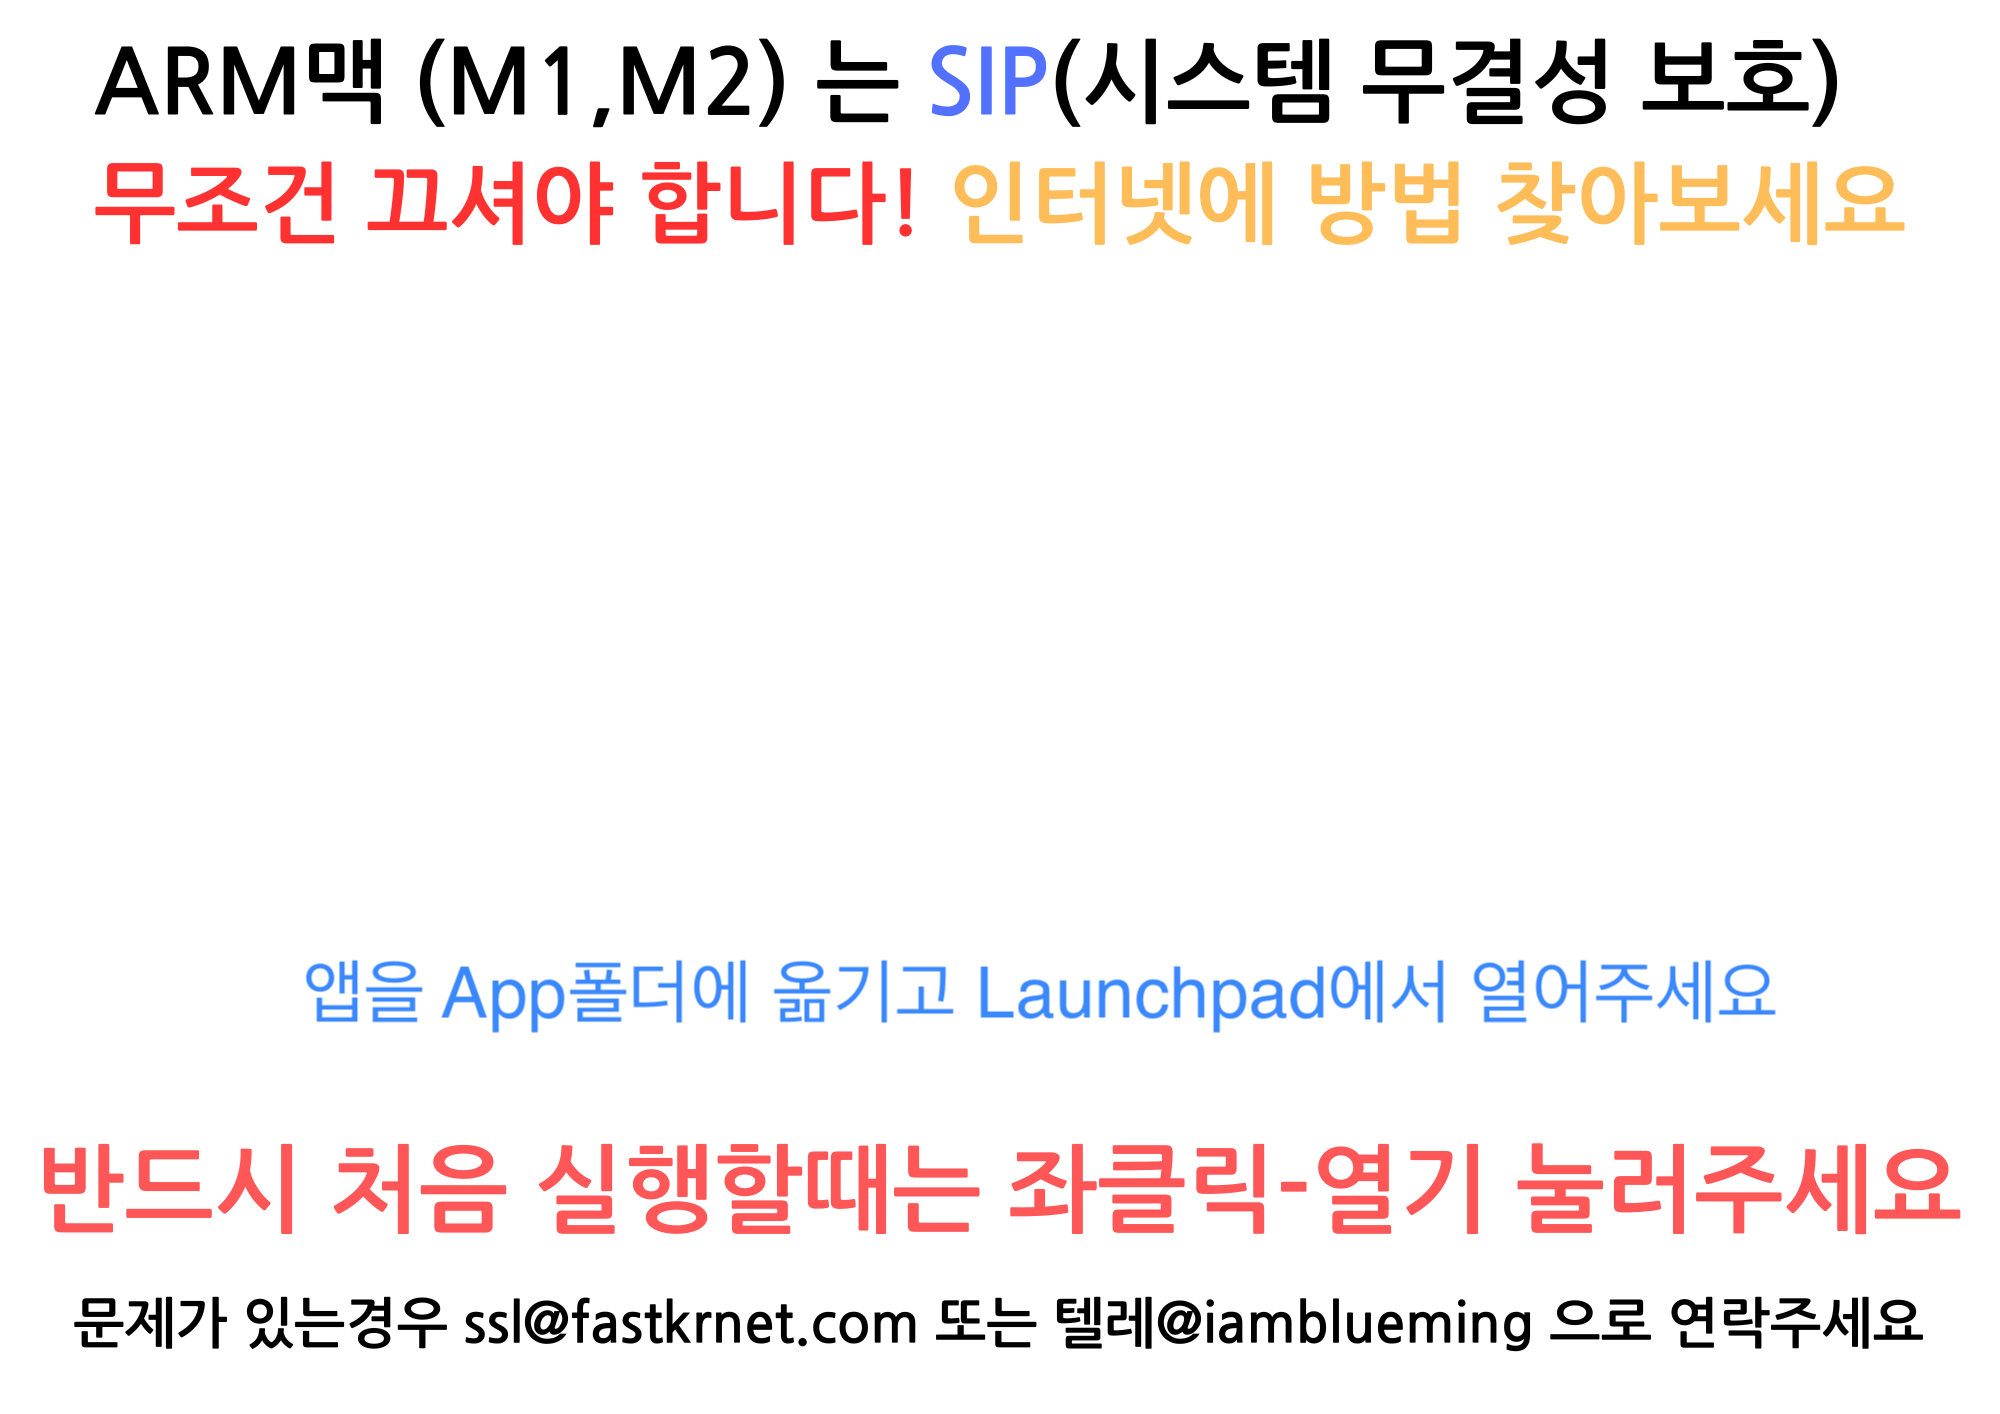 ARM맥 (M1,M2) 는 SIP(시스템 무결성 보호)
무조건 끄셔야 합니다! 인터넷에 방법 찾아보세요
앱을 App폴더에 옮기고 Launchpad에서 열어주세요
반드시 처음 실행할때는 좌클릭-열기 눌러주세요
문제가 있는경우 ssl@fastkrnet.com 또는 텔레@iamblueming 으로 연락주세요